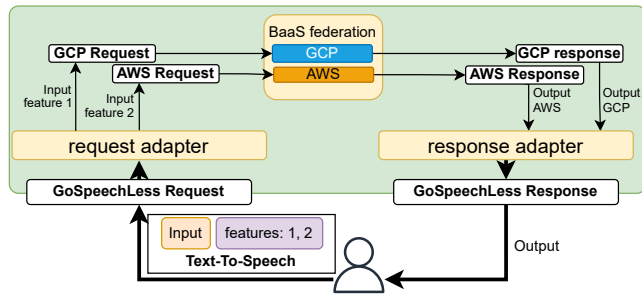 BaaS federation
GCP Request
GCP
GCP response
AWS Request
AWS
AWS Response
Input
feature 1
Input
feature 2
Output
AWS
Output
GCP
request adapter
response adapter
GoSpeechLess Request
GoSpeechLess Response
Input
features: 1, 2
Text-To-Speech
Output